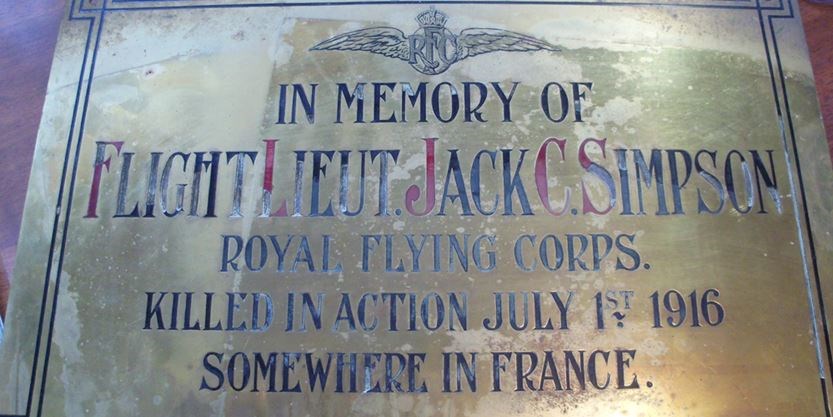 RFC
IN MEMORY OF
FLIGHT LIEUT. JACK C. SIMPSON
ROYAL FLYING CORPS.
KILLED IN ACTION JULY 1ST 1916
SOMEWHERE IN FRANCE.